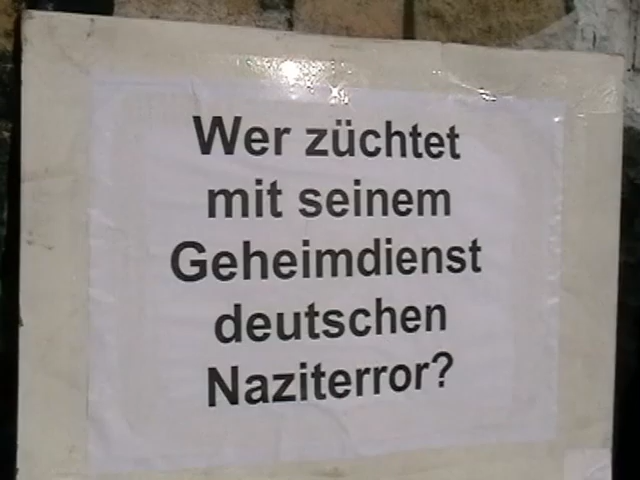 Wer züchtet
mit seinem
Geheimdienst
deutschen
Naziterror?